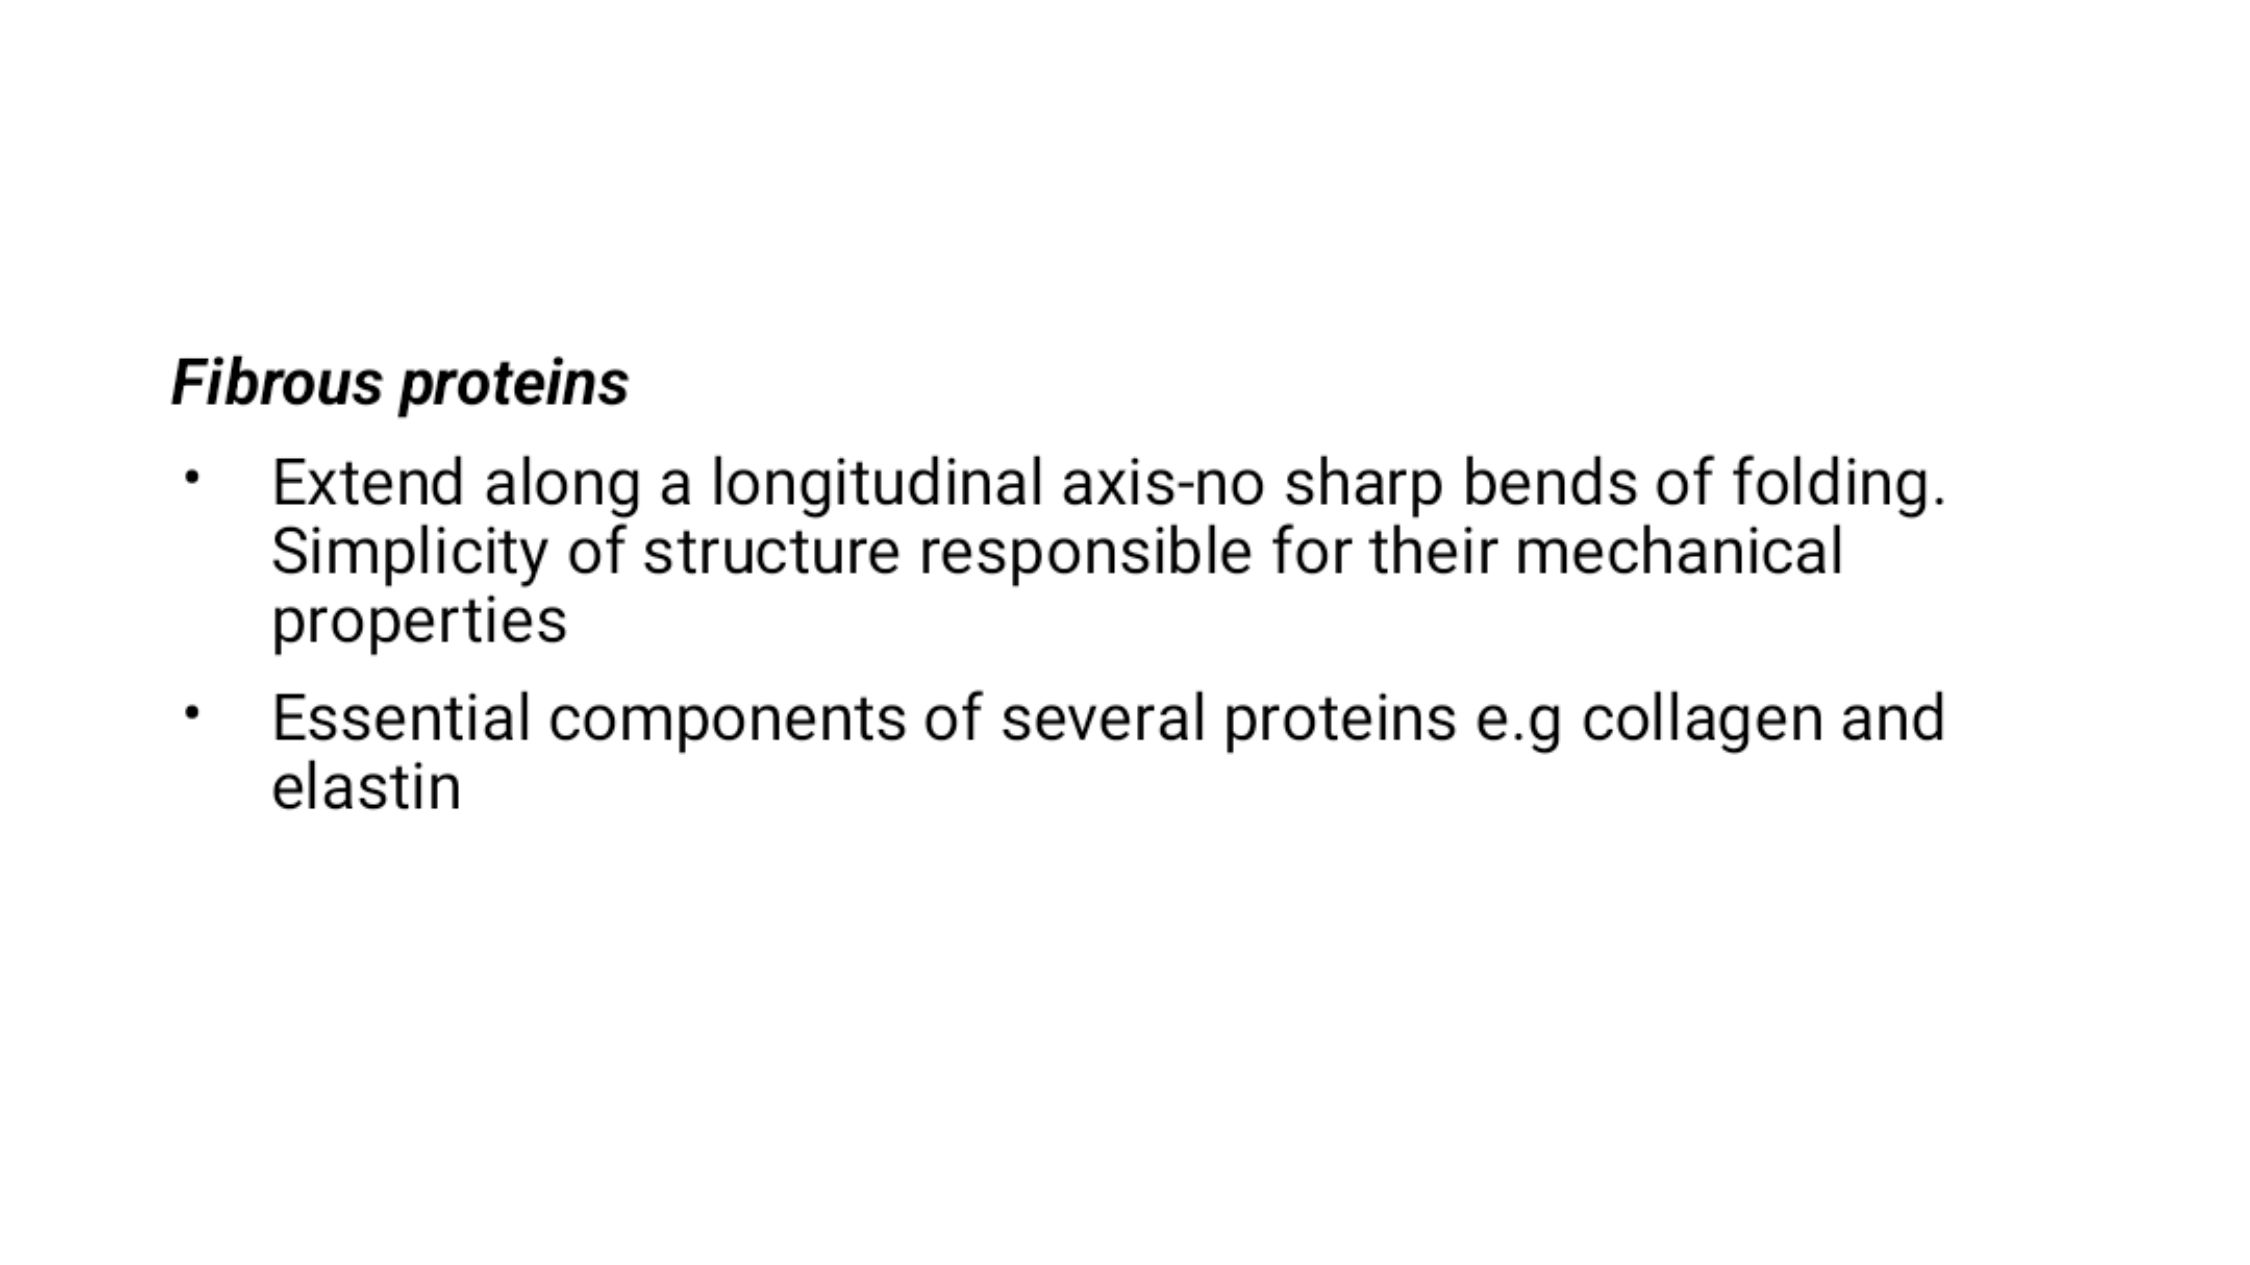 Fibrous proteins
• Extend along a longitudinal axis-no sharp bends of folding.
Simplicity of structure responsible for their mechanical
properties
• Essential components of several proteins e.g collagen and
elastin